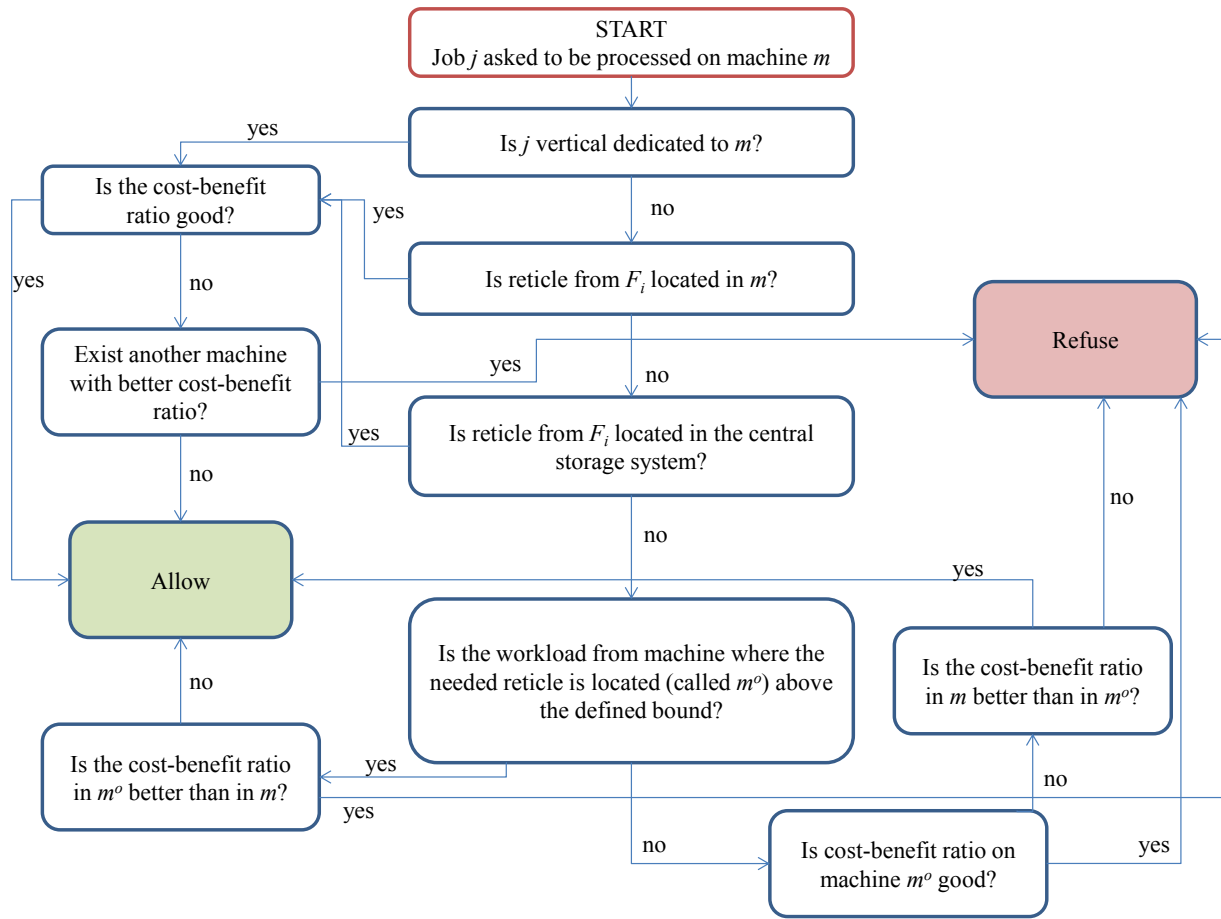 START
Job j asked to be processed on machine m
yes
Is j vertical dedicated to m?
Is the cost-benefit
ratio good?
yes
no
yes
no
Is reticle from Fi located in m?
Exist another machine
with better cost-benefit
ratio?
yes
no
Refuse
yes
Is reticle from Fi located in the central
storage system?
no
no
no
Allow
yes
Is the workload from machine where the
needed reticle is located (called mo) above
the defined bound?
Is the cost-benefit ratio
in m better than in mo?
no
Is the cost-benefit ratio
in mo better than in m?
yes
yes
no
no
Is cost-benefit ratio on
machine mo good?
yes